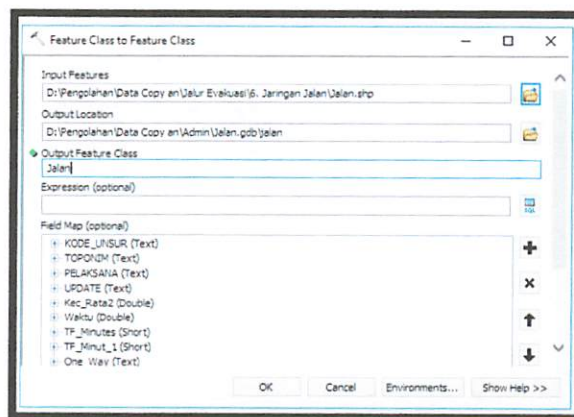 Feature Class to Feature Class
Input Features
D:\Pengolahan\Data Copy an\Jalur Evakuasi\6. Jaringan Jalan\Jalan.shp
Output Location
D:\Pengolahan\Data Copy an\Admin\Jalan.gdb\jalan
Output Feature Class
Jalan
Expression (optional)
SQL
Field Map (optional)
KODE_UNSUR (Text)
TOPONIM (Text)
PELAKSANA (Text)
UPDATE (Text)
Kec_Rata2 (Double)
Waktu (Double)
TF_Minutes (Short)
TF_Minut_1 (Short)
One_Way (Text)
OK Cancel Environments... Show Help >>